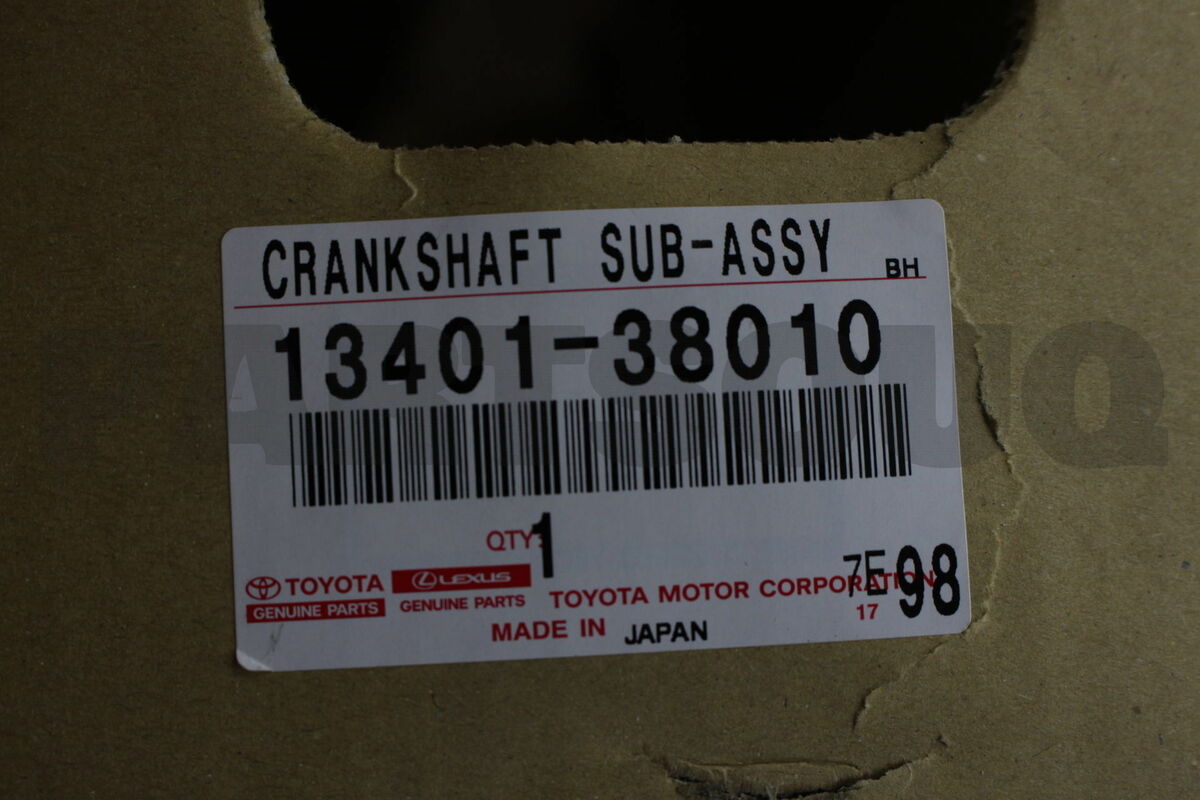 CRANKSHAFT SUB-ASSY BH
13401-38010
PARTSOUQ
QTY: 1
TOYOTA LEXUS 7E 98
GENUINE PARTS GENUINE PARTS TOYOTA MOTOR CORPORATION 17
MADE IN JAPAN